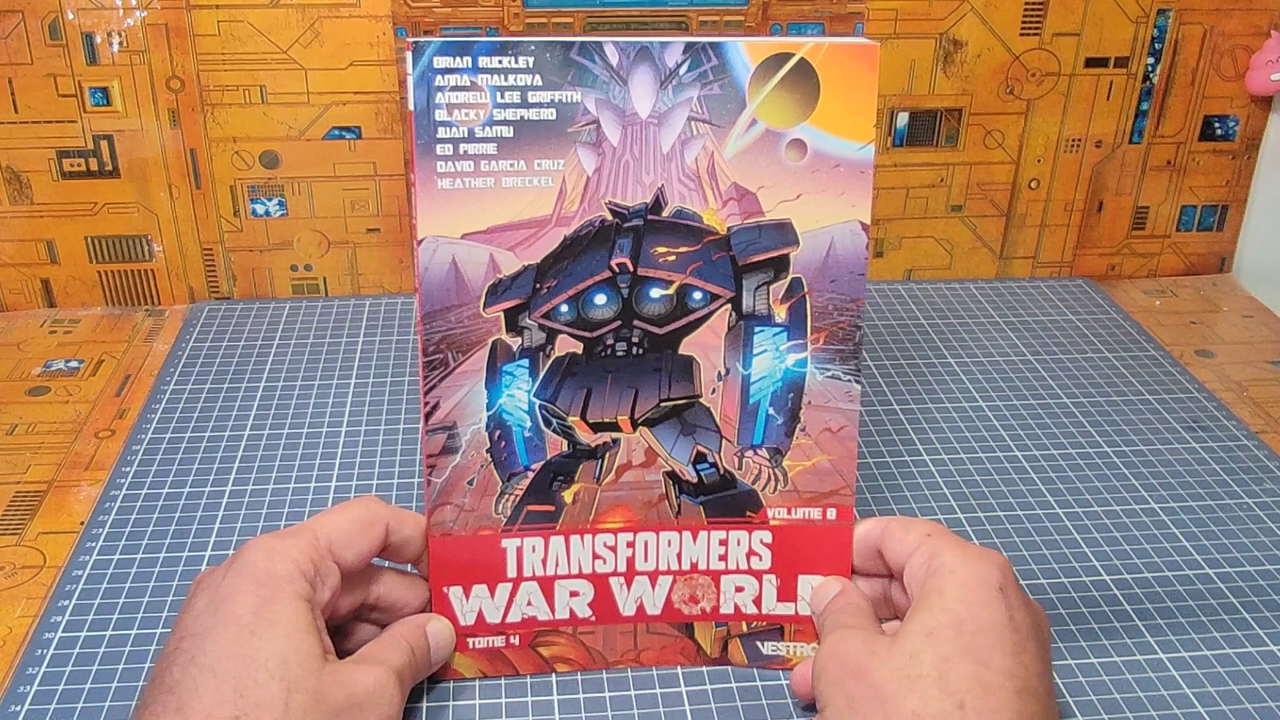 BRIAN RUCKLEY
ANNA MALKOVA
ANDREW LEE GRIFFITH
BLACKY SHEPHERD
JUAN SAMU
ED PIRRIE
DAVID GARCIA CRUZ
HEATHER BRECKEL
VOLUME 8
TRANSFORMERS
WAR WORLD
TOME 4
VESTRO